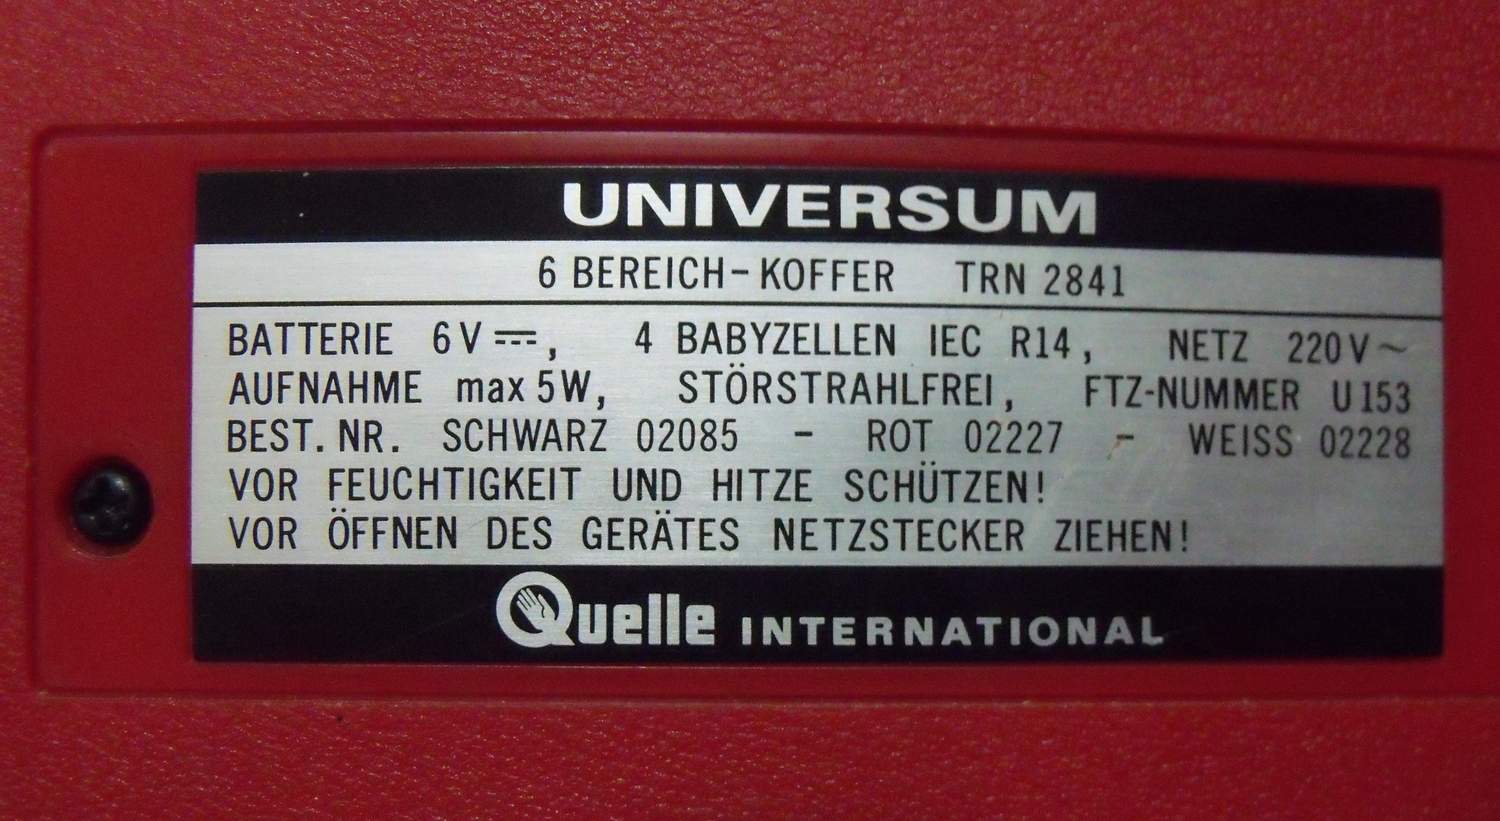 UNIVERSUM
6 BEREICH-KOFFER TRN 2841
BATTERIE 6V⎓, 4 BABYZELLEN IEC R14, NETZ 220V~
AUFNAHME max 5W, STÖRSTRAHLFREI, FTZ-NUMMER U 153
BEST. NR. SCHWARZ 02085 - ROT 02227 - WEISS 02228
VOR FEUCHTIGKEIT UND HITZE SCHÜTZEN!
VOR ÖFFNEN DES GERÄTES NETZSTECKER ZIEHEN!
Quelle INTERNATIONAL